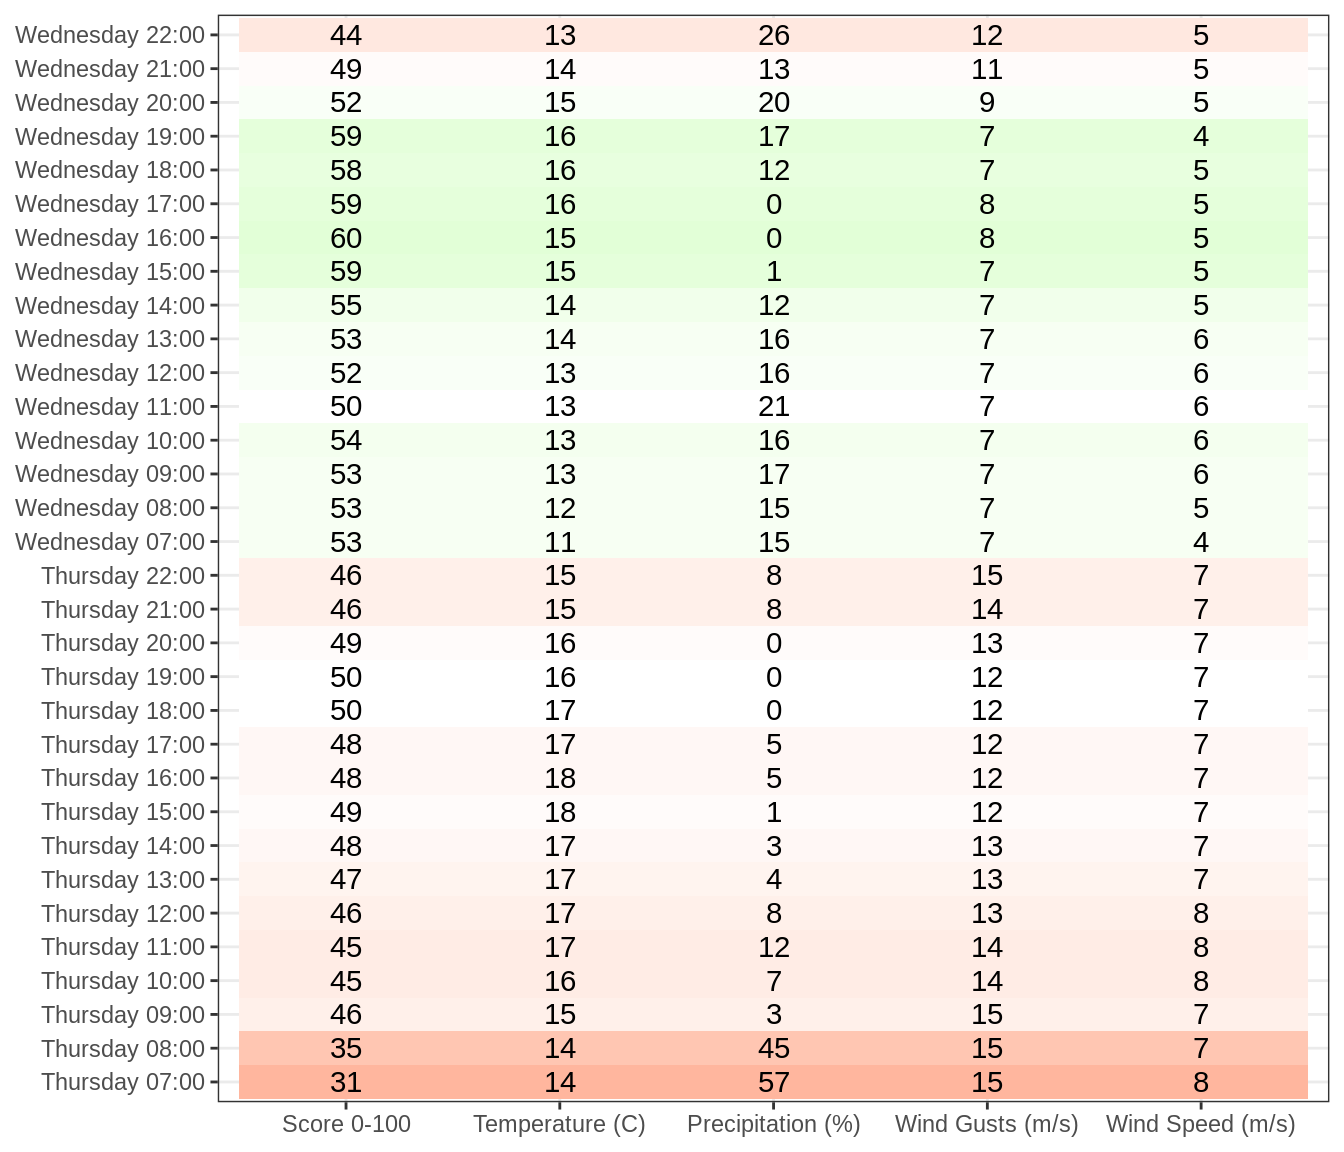 Wednesday 22:00 44 13 26 12 5
Wednesday 21:00 49 14 13 11 5
Wednesday 20:00 52 15 20 9 5
Wednesday 19:00 59 16 17 7 4
Wednesday 18:00 58 16 12 7 5
Wednesday 17:00 59 16 0 8 5
Wednesday 16:00 60 15 0 8 5
Wednesday 15:00 59 15 1 7 5
Wednesday 14:00 55 14 12 7 5
Wednesday 13:00 53 14 16 7 6
Wednesday 12:00 52 13 16 7 6
Wednesday 11:00 50 13 21 7 6
Wednesday 10:00 54 13 16 7 6
Wednesday 09:00 53 13 17 7 6
Wednesday 08:00 53 12 15 7 5
Wednesday 07:00 53 11 15 7 4
Thursday 22:00 46 15 8 15 7
Thursday 21:00 46 15 8 14 7
Thursday 20:00 49 16 0 13 7
Thursday 19:00 50 16 0 12 7
Thursday 18:00 50 17 0 12 7
Thursday 17:00 48 17 5 12 7
Thursday 16:00 48 18 5 12 7
Thursday 15:00 49 18 1 12 7
Thursday 14:00 48 17 3 13 7
Thursday 13:00 47 17 4 13 7
Thursday 12:00 46 17 8 13 8
Thursday 11:00 45 17 12 14 8
Thursday 10:00 45 16 7 14 8
Thursday 09:00 46 15 3 15 7
Thursday 08:00 35 14 45 15 7
Thursday 07:00 31 14 57 15 8
Score 0-100 Temperature (C) Precipitation (%) Wind Gusts (m/s) Wind Speed (m/s)